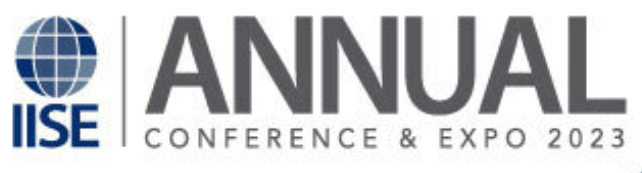 IISE
ANNUAL
CONFERENCE & EXPO 2023